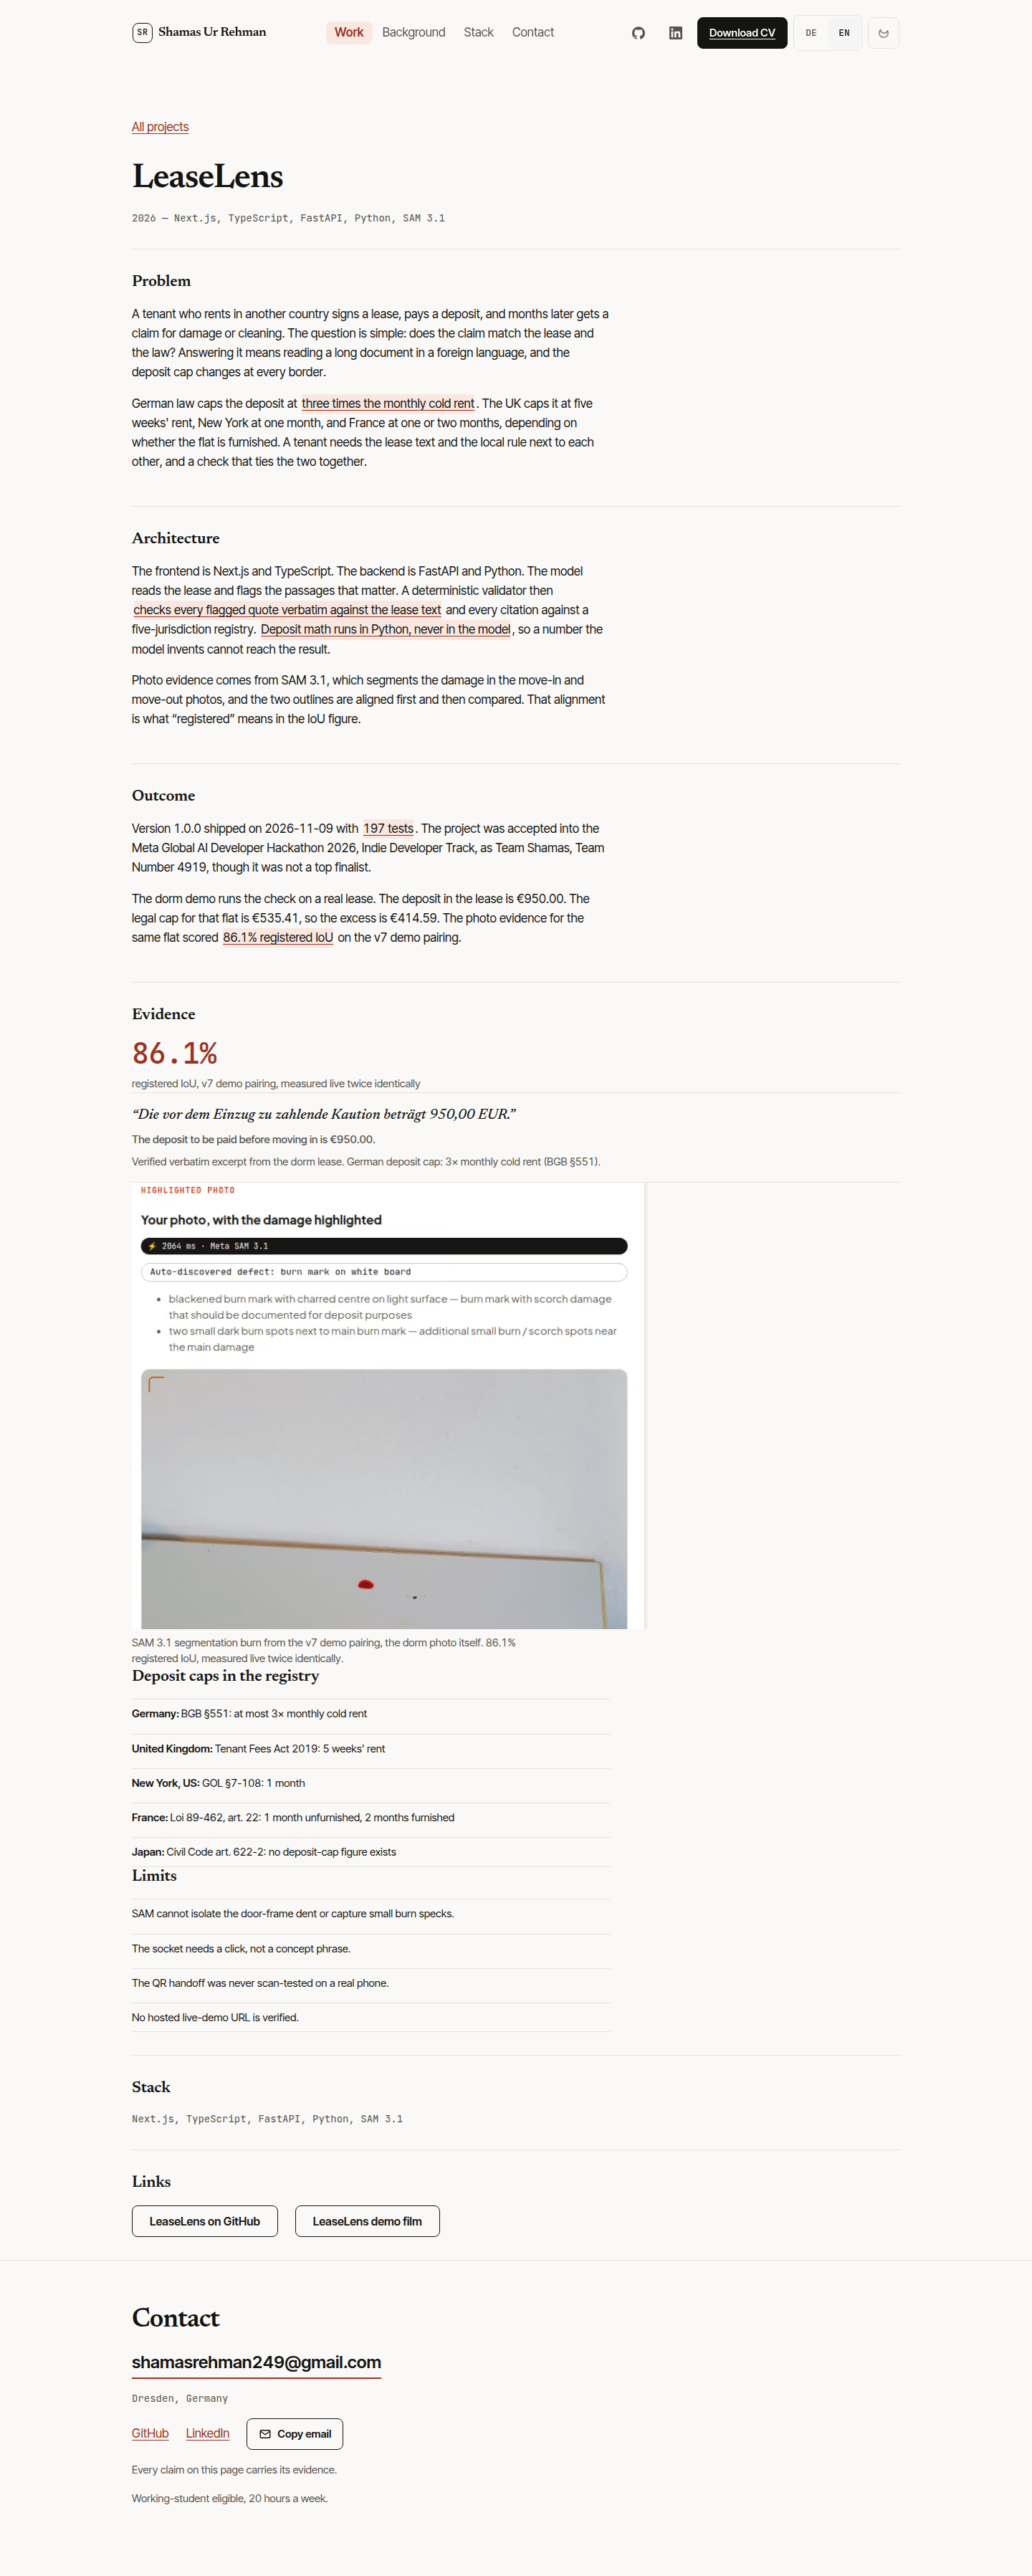 SR Shamas Ur Rehman Work Background Stack Contact Download CV DE EN
All projects
LeaseLens
2026 — Next.js, TypeScript, FastAPI, Python, SAM 3.1
Problem
A tenant who rents in another country signs a lease, pays a deposit, and months later gets a
claim for damage or cleaning. The question is simple: does the claim match the lease and
the law? Answering it means reading a long document in a foreign language, and the
deposit cap changes at every border.
German law caps the deposit at three times the monthly cold rent. The UK caps it at five
weeks' rent, New York at one month, and France at one or two months, depending on
whether the flat is furnished. A tenant needs the lease text and the local rule next to each
other, and a check that ties the two together.
Architecture
The frontend is Next.js and TypeScript. The backend is FastAPI and Python. The model
reads the lease and flags the passages that matter. A deterministic validator then
checks every flagged quote verbatim against the lease text and every citation against a
five-jurisdiction registry. Deposit math runs in Python, never in the model, so a number the
model invents cannot reach the result.
Photo evidence comes from SAM 3.1, which segments the damage in the move-in and
move-out photos, and the two outlines are aligned first and then compared. That alignment
is what “registered” means in the IoU figure.
Outcome
Version 1.0.0 shipped on 2026-11-09 with 197 tests. The project was accepted into the
Meta Global AI Developer Hackathon 2026, Indie Developer Track, as Team Shamas, Team
Number 4919, though it was not a top finalist.
The dorm demo runs the check on a real lease. The deposit in the lease is €950.00. The
legal cap for that flat is €535.41, so the excess is €414.59. The photo evidence for the
same flat scored 86.1% registered IoU on the v7 demo pairing.
Evidence
86.1%
registered IoU, v7 demo pairing, measured live twice identically
“Die vor dem Einzug zu zahlende Kaution beträgt 950,00 EUR.”
The deposit to be paid before moving in is €950.00.
Verified verbatim excerpt from the dorm lease. German deposit cap: 3× monthly cold rent (BGB §551).
HIGHLIGHTED PHOTO
Your photo, with the damage highlighted
⚡ 2064 ms · Meta SAM 3.1
Auto-discovered defect: burn mark on white board
• blackened burn mark with charred centre on light surface — burn mark with scorch damage
that should be documented for deposit purposes
• two small dark burn spots next to main burn mark — additional small burn / scorch spots near
the main damage
SAM 3.1 segmentation burn from the v7 demo pairing, the dorm photo itself. 86.1%
registered IoU, measured live twice identically.
Deposit caps in the registry
Germany: BGB §551: at most 3× monthly cold rent
United Kingdom: Tenant Fees Act 2019: 5 weeks' rent
New York, US: GOL §7-108: 1 month
France: Loi 89-462, art. 22: 1 month unfurnished, 2 months furnished
Japan: Civil Code art. 622-2: no deposit-cap figure exists
Limits
SAM cannot isolate the door-frame dent or capture small burn specks.
The socket needs a click, not a concept phrase.
The QR handoff was never scan-tested on a real phone.
No hosted live-demo URL is verified.
Stack
Next.js, TypeScript, FastAPI, Python, SAM 3.1
Links
LeaseLens on GitHub LeaseLens demo film
Contact
shamasrehman249@gmail.com
Dresden, Germany
GitHub LinkedIn Copy email
Every claim on this page carries its evidence.
Working-student eligible, 20 hours a week.